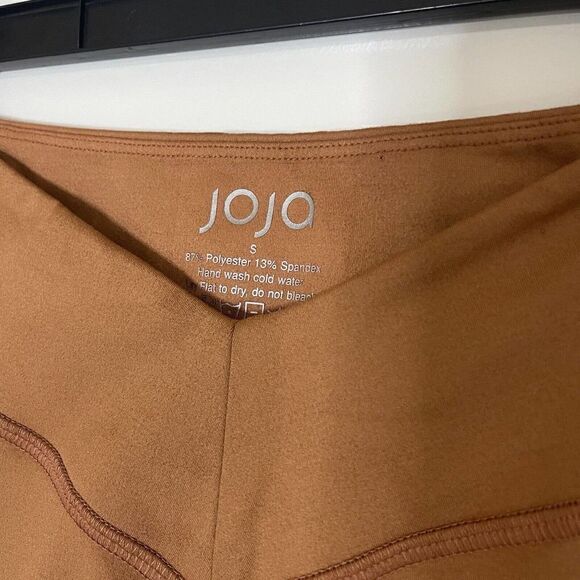 joja
S
87% Polyester 13% Spandex
Hand wash cold water
Flat to dry, do not bleach